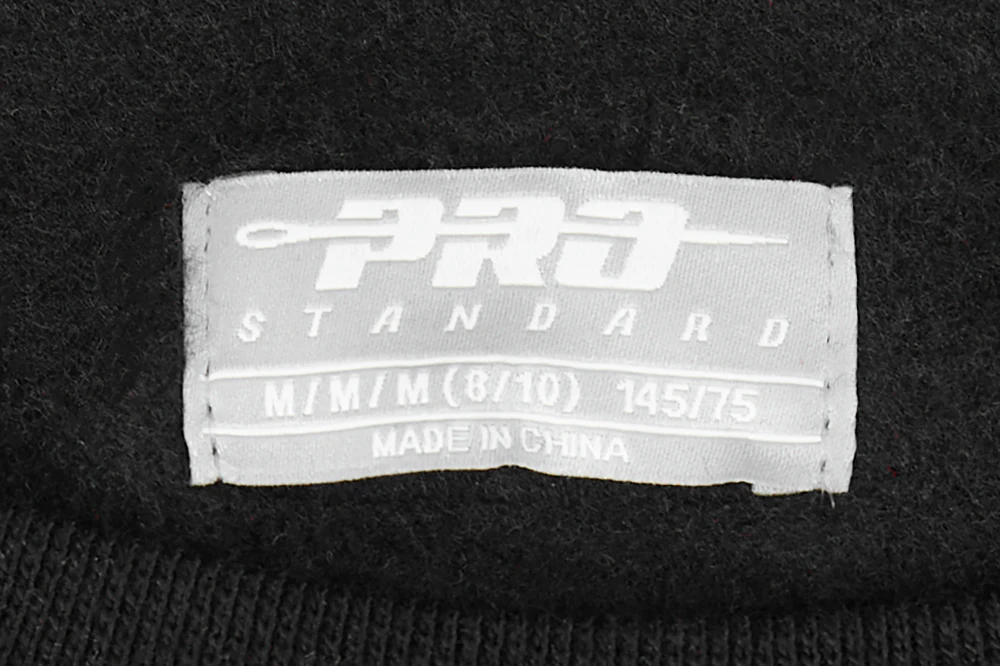 PRO
STANDARD
M/M/M (8/10) 145/75
MADE IN CHINA